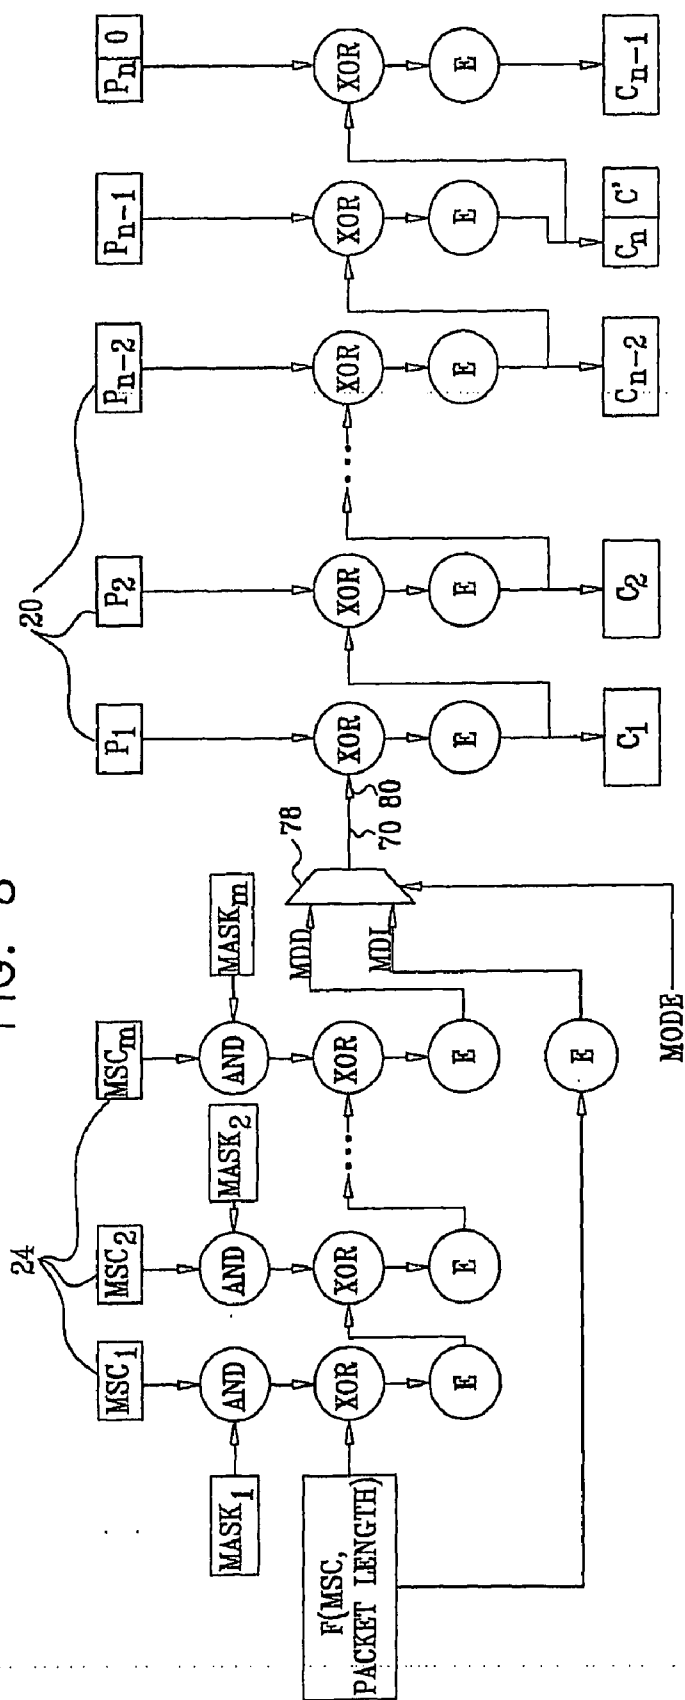 FIG.
24
20
MSC1
MSC2
MSCm
P1
P2
Pn-2
Pn-1
Pn 0
MASK1
AND
AND
MASK2
AND
MASKm
F(MSC,
PACKET LENGTH)
XOR
XOR
...
XOR
E
E
E
E
MDD
MDI
MODE
78
70
80
XOR
XOR
...
XOR
XOR
XOR
E
E
E
E
E
C1
C2
Cn-2
Cn C'
Cn-1